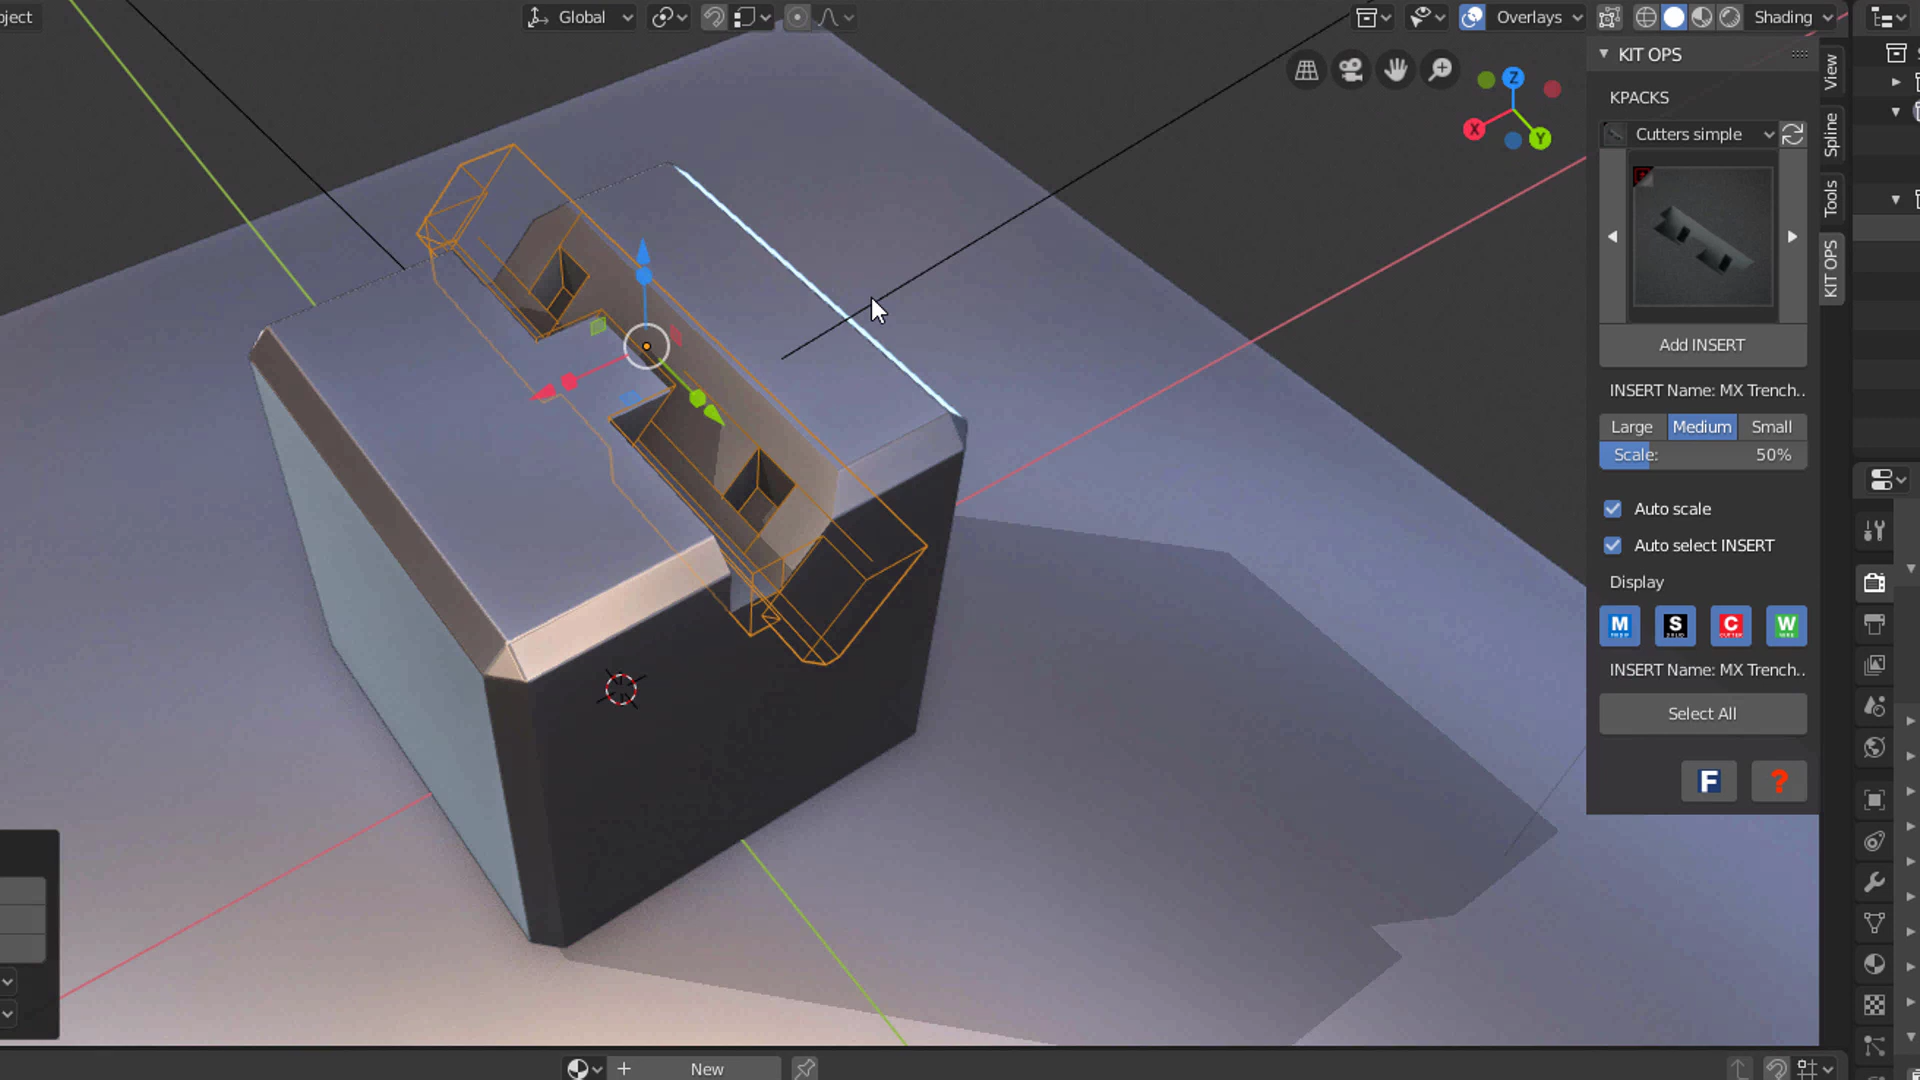 ject
Global
Overlays
Shading
KIT OPS
View
Spline
Tools
KIT OPS
Z
X
Y
KPACKS
Cutters simple
Add INSERT
INSERT Name: MX Trench..
Large
Medium
Small
Scale:
50%
Auto scale
Auto select INSERT
Display
M
S
C
W
INSERT Name: MX Trench..
Select All
F
?
New